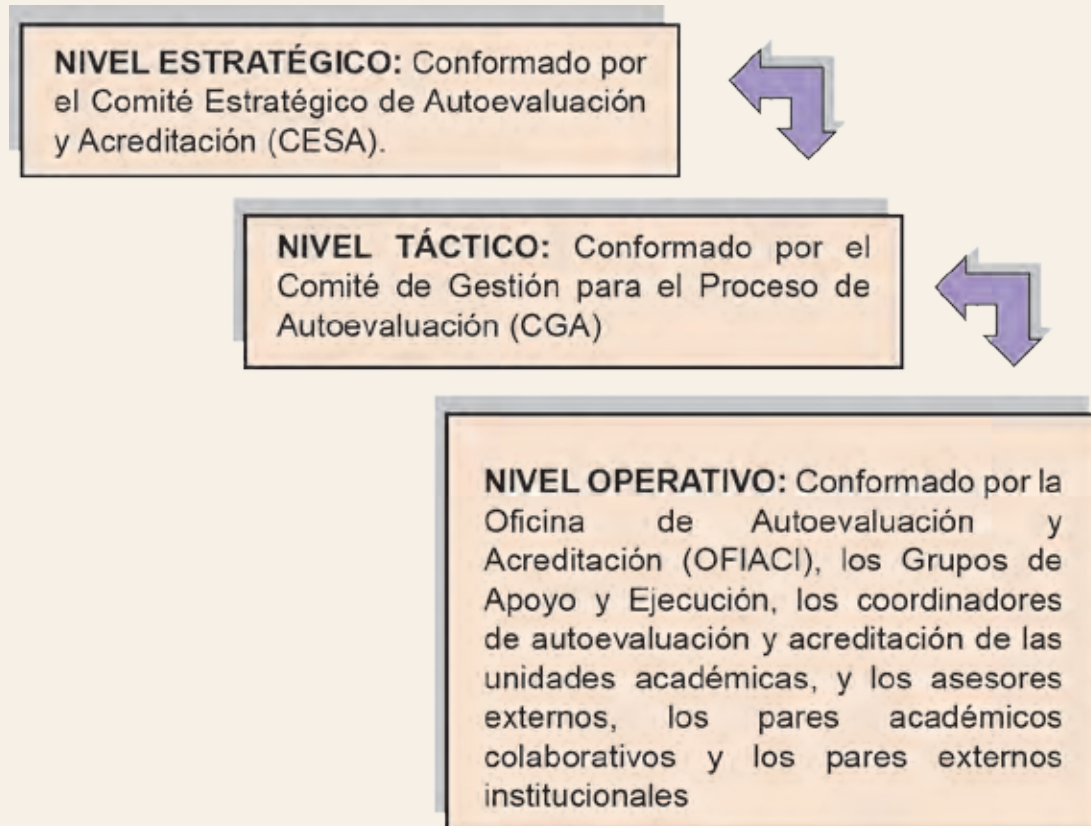 NIVEL ESTRATÉGICO: Conformado por
el Comité Estratégico de Autoevaluación
y Acreditación (CESA).
NIVEL TÁCTICO: Conformado por el
Comité de Gestión para el Proceso de
Autoevaluación (CGA)
NIVEL OPERATIVO: Conformado por la
Oficina de Autoevaluación y
Acreditación (OFIACI), los Grupos de
Apoyo y Ejecución, los coordinadores
de autoevaluación y acreditación de las
unidades académicas, y los asesores
externos, los pares académicos
colaborativos y los pares externos
institucionales